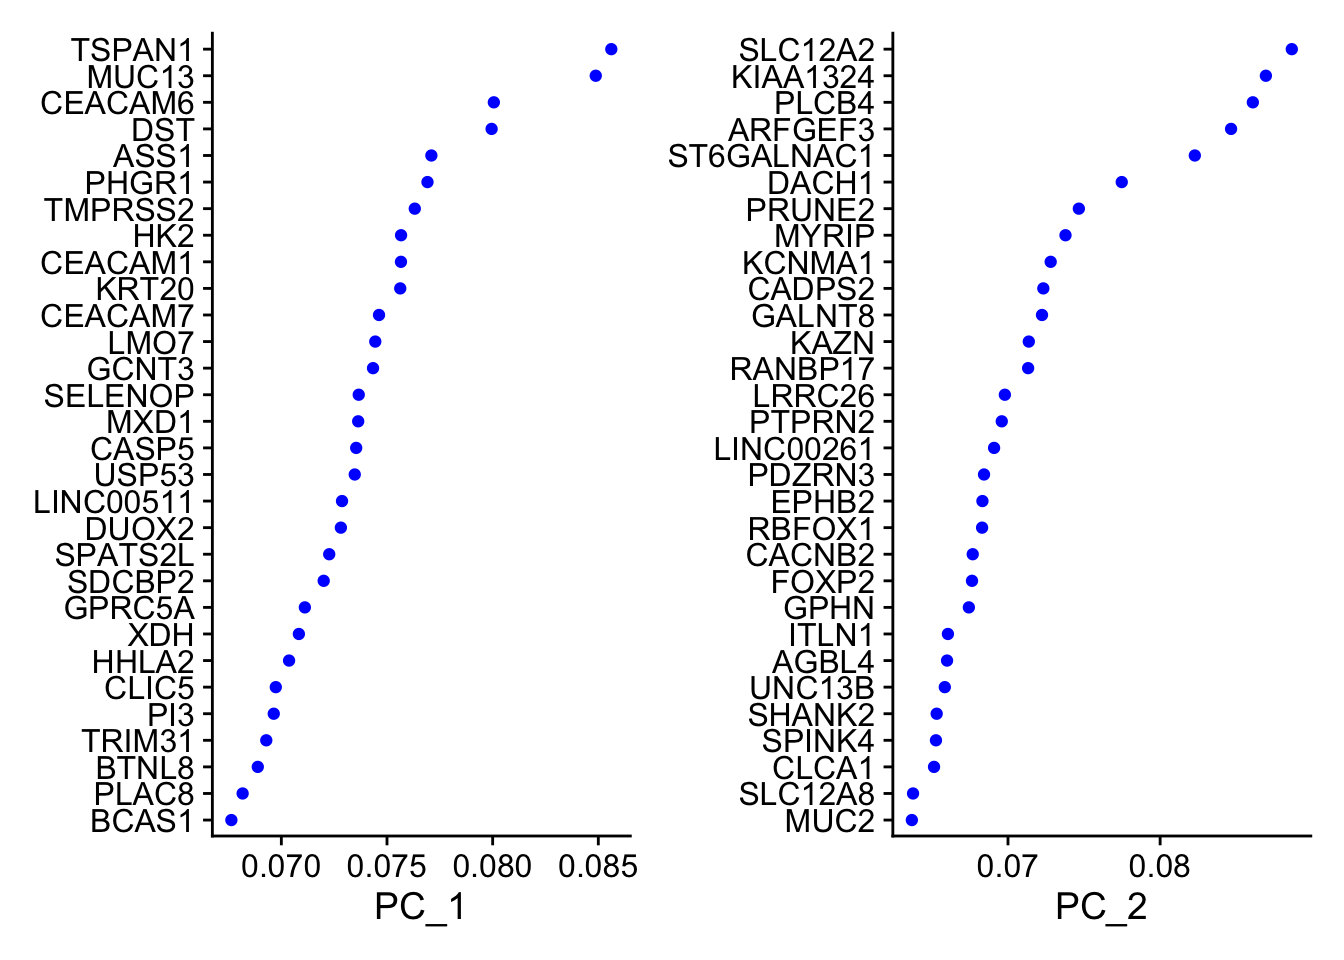 TSPAN1
MUC13
CEACAM6
DST
ASS1
PHGR1
TMPRSS2
HK2
CEACAM1
KRT20
CEACAM7
LMO7
GCNT3
SELENOP
MXD1
CASP5
USP53
LINC00511
DUOX2
SPATS2L
SDCBP2
GPRC5A
XDH
HHLA2
CLIC5
PI3
TRIM31
BTNL8
PLAC8
BCAS1
0.070 0.075 0.080 0.085
PC_1
SLC12A2
KIAA1324
PLCB4
ARFGEF3
ST6GALNAC1
DACH1
PRUNE2
MYRIP
KCNMA1
CADPS2
GALNT8
KAZN
RANBP17
LRRC26
PTPRN2
LINC00261
PDZRN3
EPHB2
RBFOX1
CACNB2
FOXP2
GPHN
ITLN1
AGBL4
UNC13B
SHANK2
SPINK4
CLCA1
SLC12A8
MUC2
0.07 0.08
PC_2